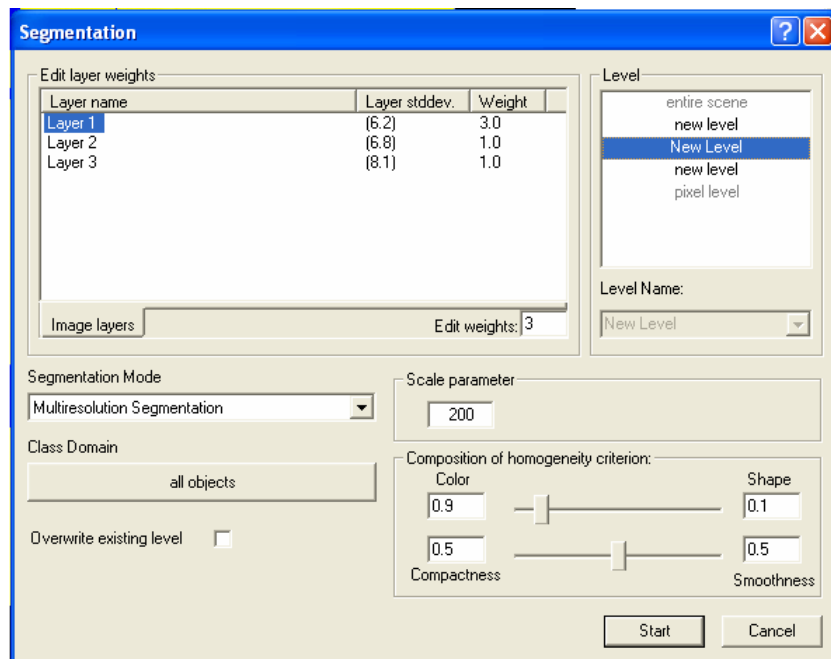 Segmentation
Edit layer weights
Layer name Layer stddev. Weight
Layer 1 (6.2) 3.0
Layer 2 (6.8) 1.0
Layer 3 (8.1) 1.0
Image layers
Edit weights: 3
Level
entire scene
new level
New Level
new level
pixel level
Level Name:
New Level
Segmentation Mode
Multiresolution Segmentation
Class Domain
all objects
Overwrite existing level
Scale parameter
200
Composition of homogeneity criterion:
Color Shape
0.9 0.1
0.5 0.5
Compactness Smoothness
Start Cancel